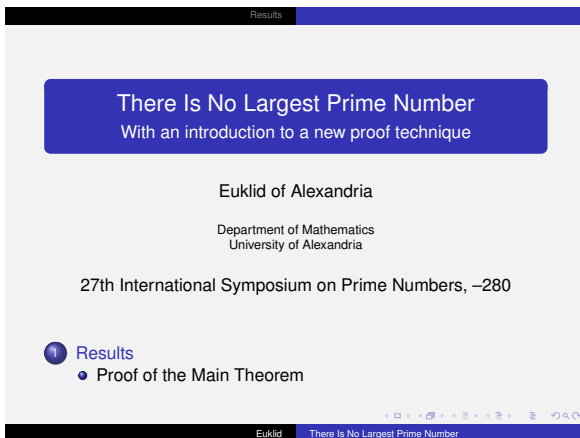 Results
There Is No Largest Prime Number
With an introduction to a new proof technique
Euklid of Alexandria
Department of Mathematics
University of Alexandria
27th International Symposium on Prime Numbers, –280
1 Results
Proof of the Main Theorem
Euklid There Is No Largest Prime Number